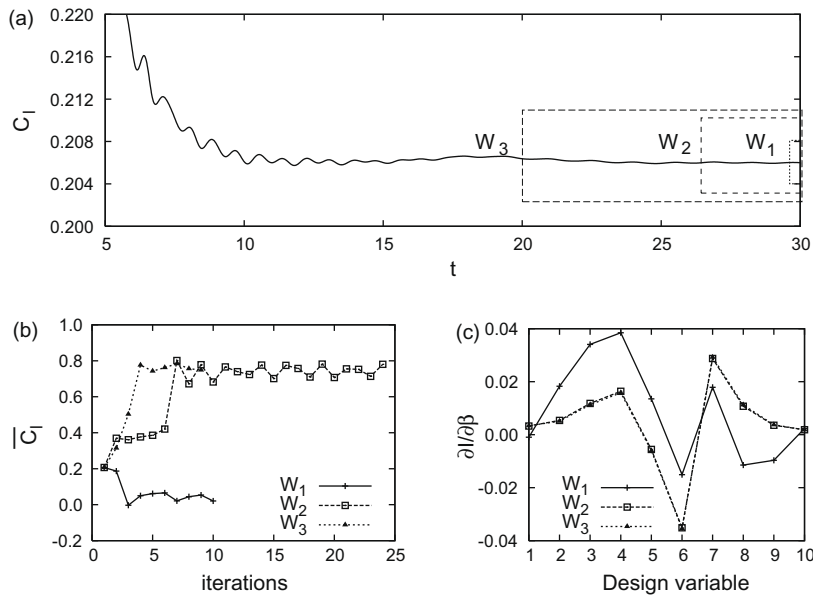 (a)
0.220
0.216
0.212
0.208
0.204
0.200
C_l
W_3
W_2
W_1
5
10
15
20
25
30
t
(b)
1.0
0.8
0.6
0.4
0.2
0.0
-0.2
\overline{C_l}
W_1
W_2
W_3
0
5
10
15
20
25
iterations
(c)
0.04
0.02
0.00
-0.02
-0.04
∂I/∂β
W_1
W_2
W_3
1
2
3
4
5
6
7
8
9
10
Design variable